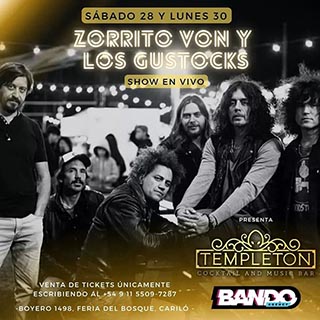 SÁBADO 28 Y LUNES 30
ZORRITO VON Y
LOS GUSTOCKS
SHOW EN VIVO
PRESENTA
TEMPLETON
COCKTAIL AND MUSIC BAR
VENTA DE TICKETS ÚNICAMENTE
ESCRIBIENDO AL +54 9 11 5509-7287
BANDO
-BOYERO 1498, FERIA DEL BOSQUE, CARILÓ -